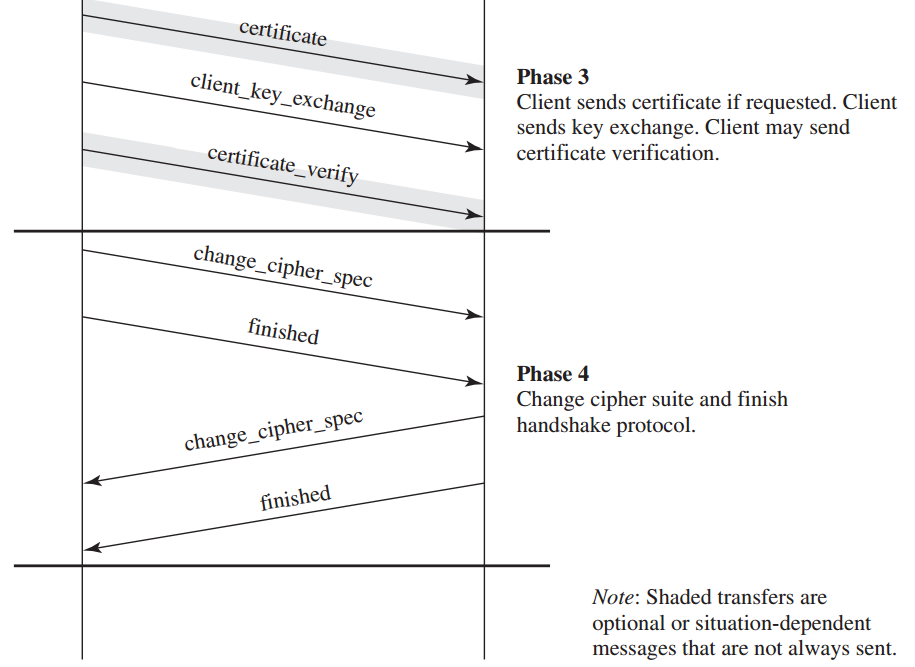 certificate
Phase 3
client_key_exchange
Client sends certificate if requested. Client
sends key exchange. Client may send
certificate_verify
certificate verification.
change_cipher_spec
finished
Phase 4
Change cipher suite and finish
handshake protocol.
change_cipher_spec
finished
Note: Shaded transfers are
optional or situation-dependent
messages that are not always sent.